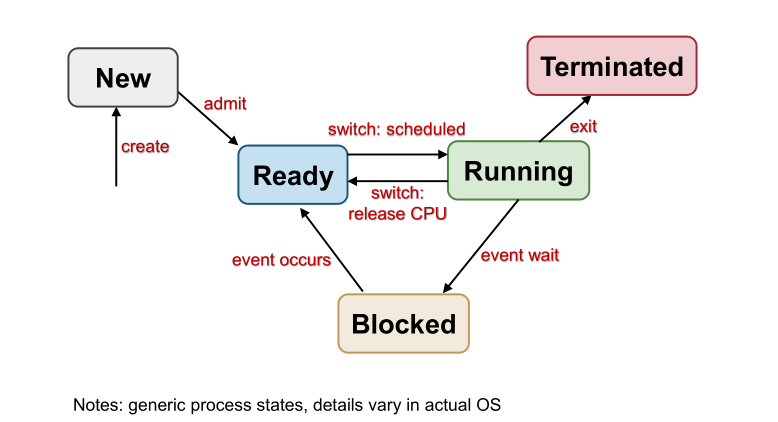 Terminated
New
admit
switch: scheduled
exit
create
Ready
Running
switch:
release CPU
event occurs
event wait
Blocked
Notes: generic process states, details vary in actual OS